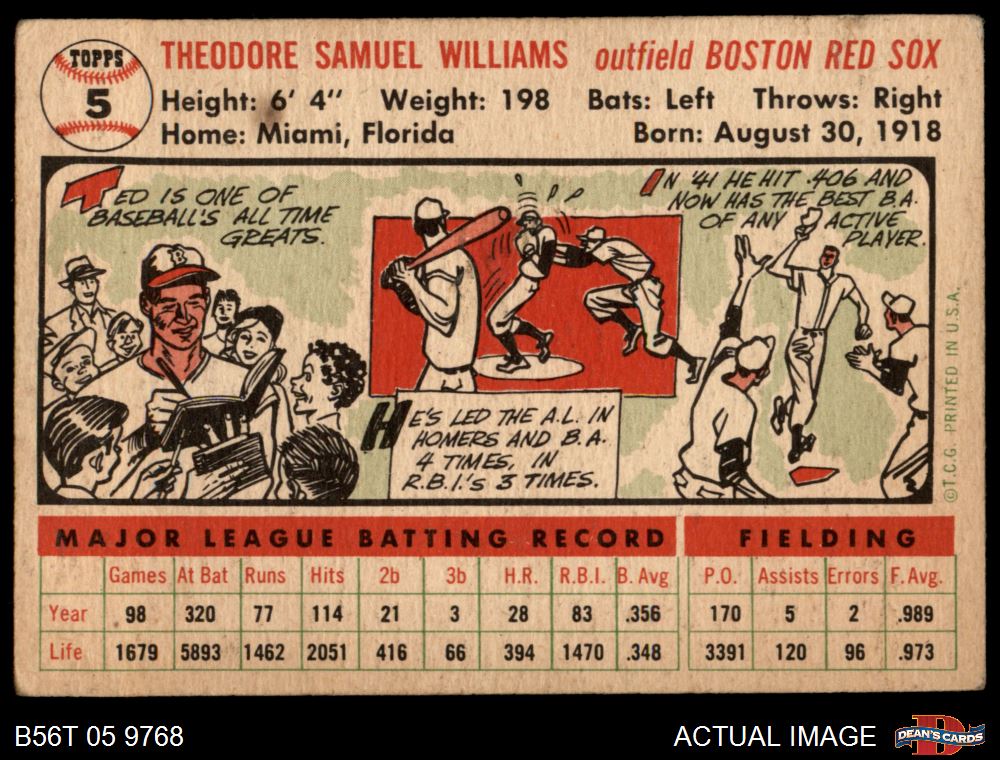 TOPPS
5
THEODORE SAMUEL WILLIAMS outfield BOSTON RED SOX
Height: 6' 4" Weight: 198 Bats: Left Throws: Right
Home: Miami, Florida Born: August 30, 1918
TED IS ONE OF
BASEBALL'S ALL TIME
GREATS.
B
HE'S LED THE A.L. IN
HOMERS AND B.A.
4 TIMES, IN
R.B.I.'S 3 TIMES.
IN '41 HE HIT .406 AND
NOW HAS THE BEST B.A.
OF ANY ACTIVE
PLAYER.
©T.C.G. PRINTED IN U.S.A.
MAJOR LEAGUE BATTING RECORD FIELDING
Games At Bat Runs Hits 2b 3b H.R. R.B.I. B. Avg P.O. Assists Errors F. Avg.
Year 98 320 77 114 21 3 28 83 .356 170 5 2 .989
Life 1679 5893 1462 2051 416 66 394 1470 .348 3391 120 96 .973
B56T 05 9768 ACTUAL IMAGE
D
DEAN'S CARDS